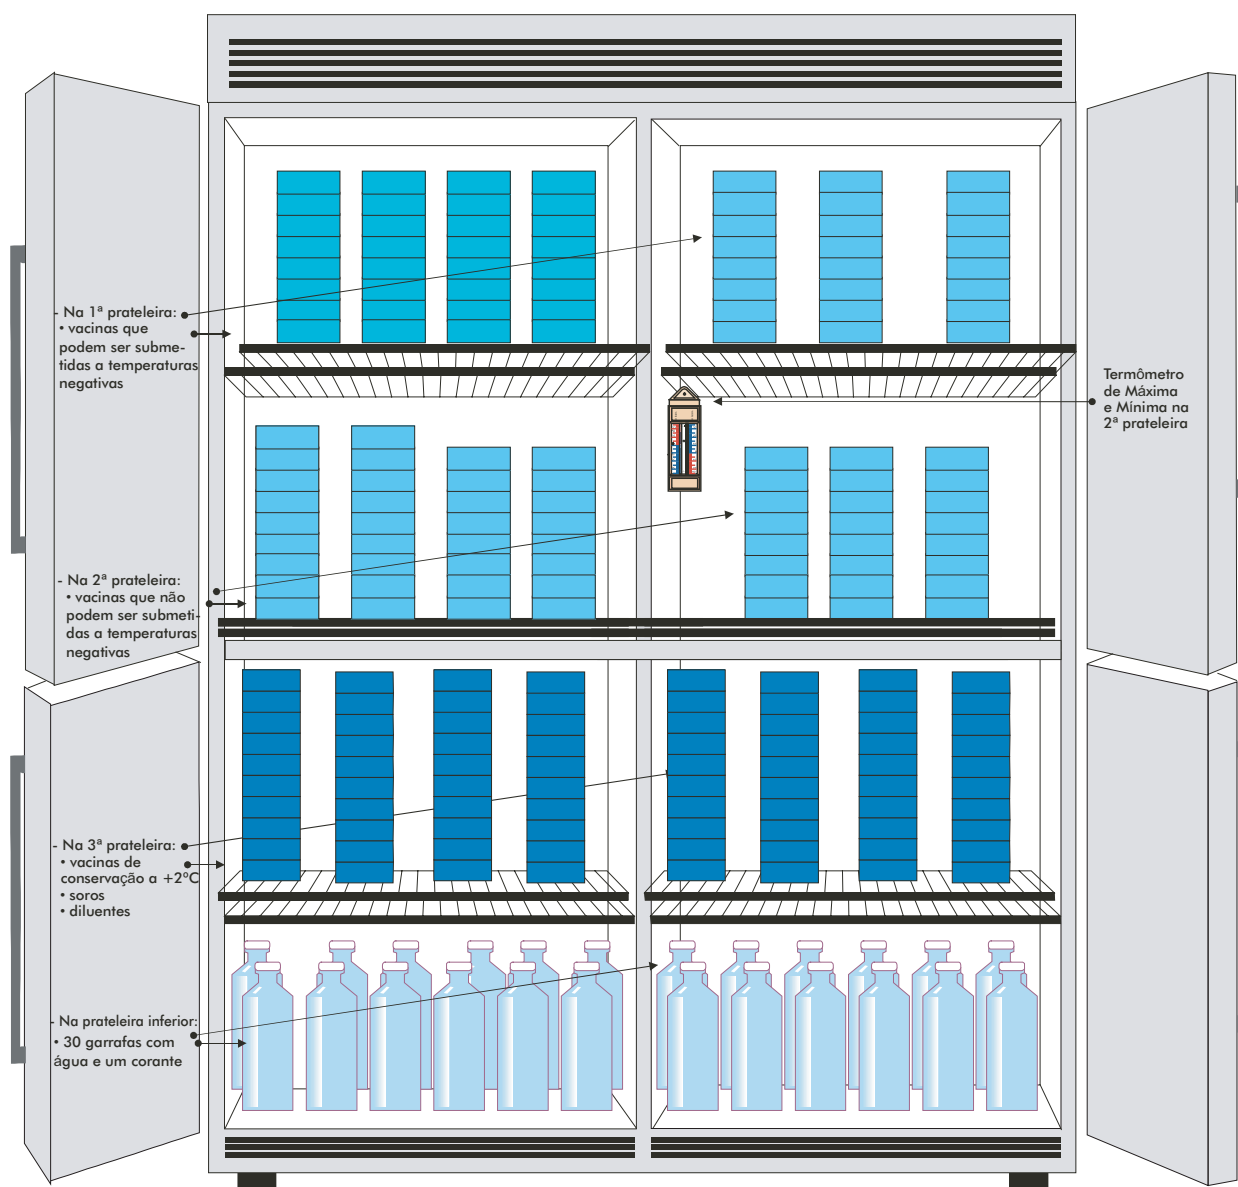 - Na 1ª prateleira:
• vacinas que
podem ser subme-
tidas a temperaturas
negativas
Termômetro
de Máxima
e Mínima na
2ª prateleira
- Na 2ª prateleira:
• vacinas que não
podem ser submeti-
das a temperaturas
negativas
- Na 3ª prateleira:
• vacinas de
conservação a +2ºC
• soros
• diluentes
- Na prateleira inferior:
• 30 garrafas com
água e um corante